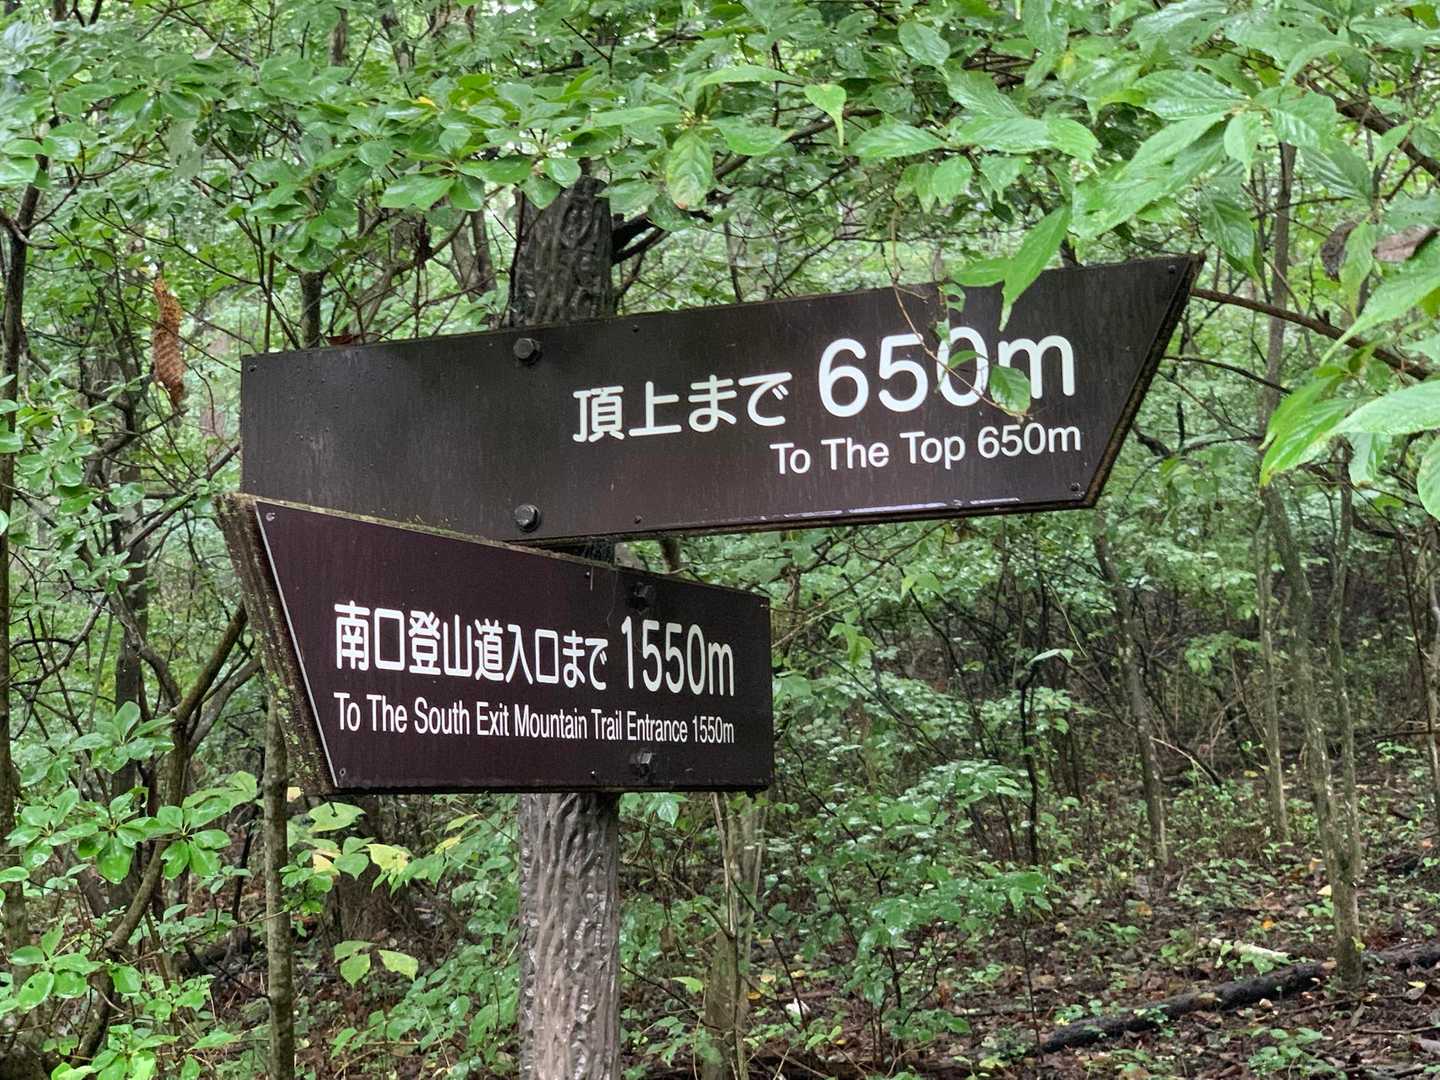 頂上まで 650m
To The Top 650m
南口登山道入口まで 1550m
To The South Exit Mountain Trail Entrance 1550m